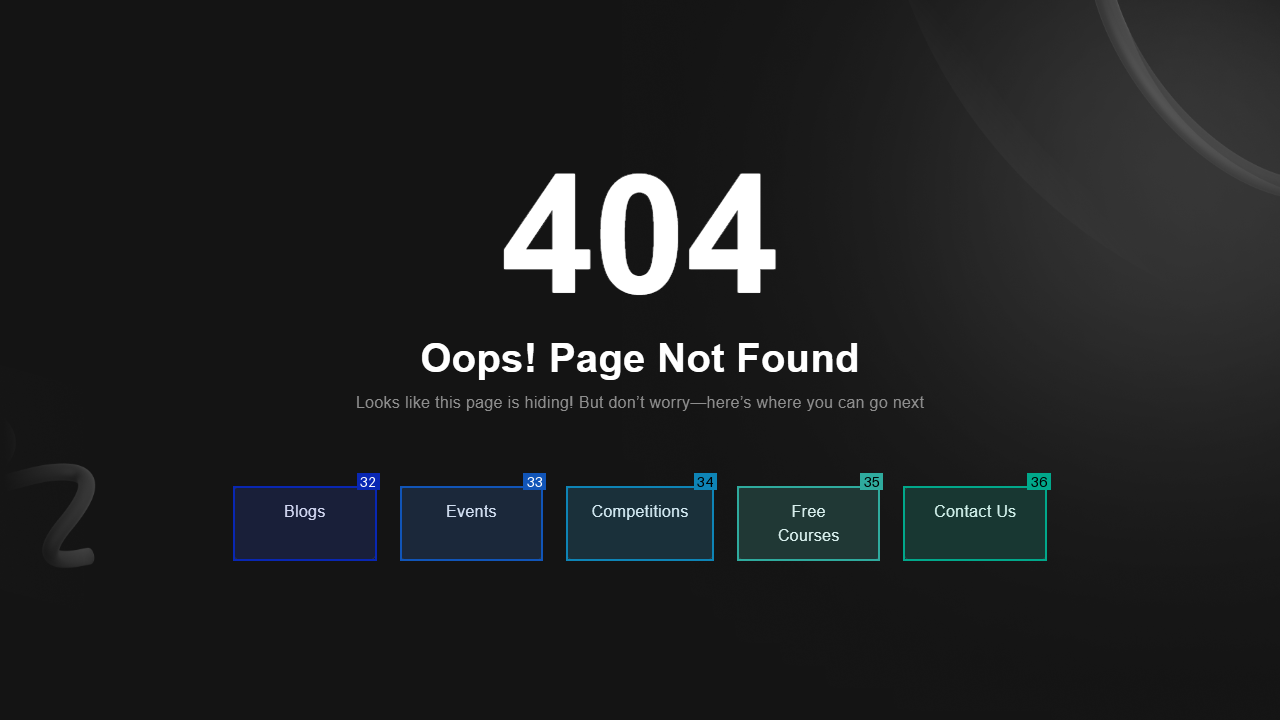 404
Oops! Page Not Found
Looks like this page is hiding! But don’t worry—here’s where you can go next
32
33
34
35
36
Blogs
Events
Competitions
Free
Courses
Contact Us